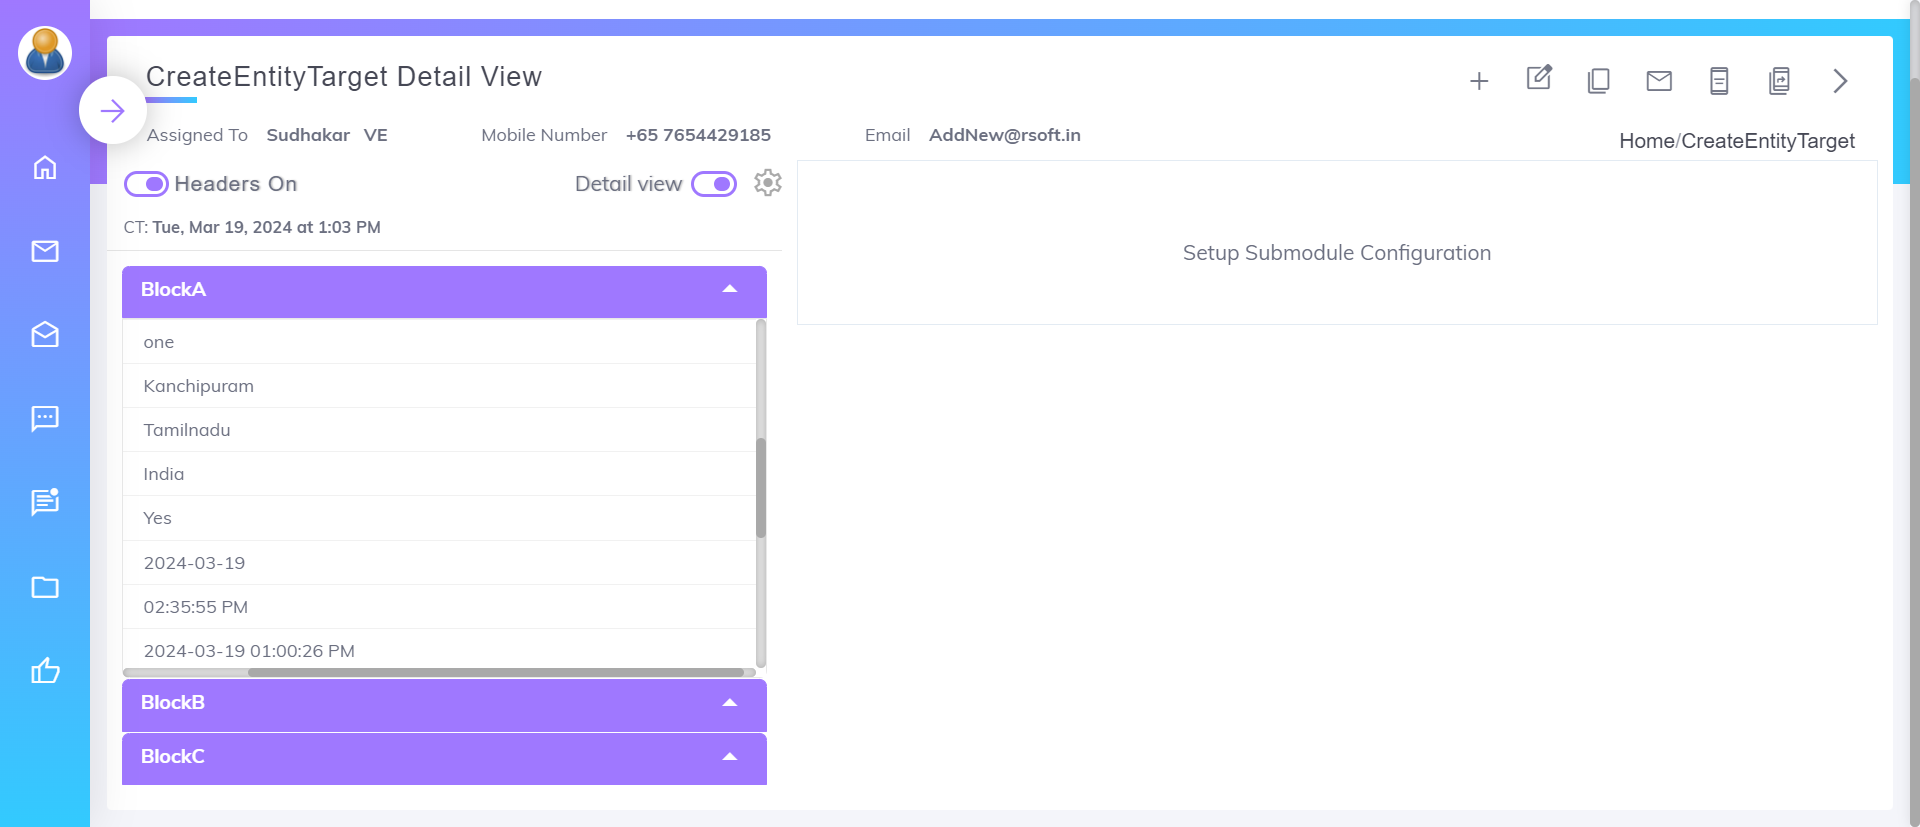 CreateEntityTarget Detail View
Assigned To Sudhakar VE Mobile Number +65 7654429185 Email AddNew@rsoft.in
Home/CreateEntityTarget
Headers On Detail view
CT: Tue, Mar 19, 2024 at 1:03 PM
Setup Submodule Configuration
BlockA
one
Kanchipuram
Tamilnadu
India
Yes
2024-03-19
02:35:55 PM
2024-03-19 01:00:26 PM
BlockB
BlockC